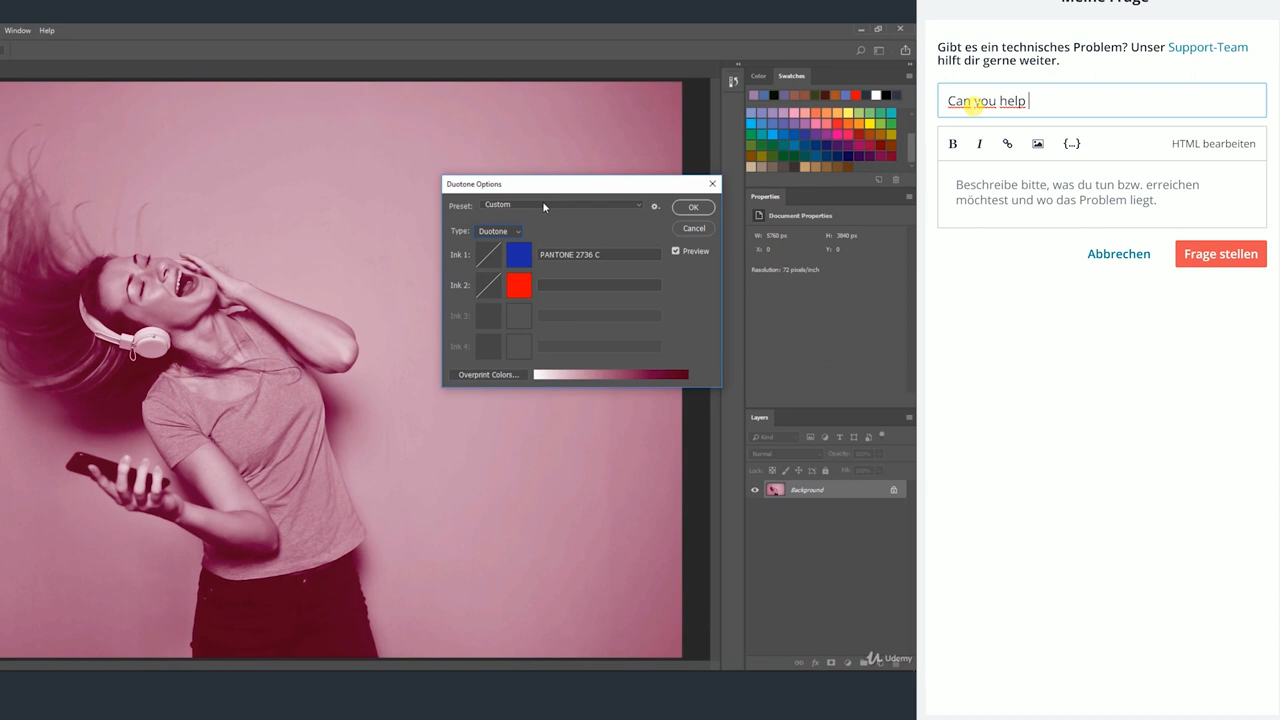 Window Help
Color Swatches
Duotone Options
Preset: Custom
OK
Type: Duotone
Cancel
Ink 1: PANTONE 2736 C
Preview
Ink 2:
Ink 3:
Ink 4:
Overprint Colors...
Properties
Document Properties
W: 5760 px H: 3840 px
X: 0 Y: 0
Resolution: 72 pixels/inch
Layers
Kind
Normal Opacity: 100%
Lock: Fill: 100%
Background
fx
Udemy
Meine Frage
Gibt es ein technisches Problem? Unser Support-Team
hilft dir gerne weiter.
Can you help
B I {...} HTML bearbeiten
Beschreibe bitte, was du tun bzw. erreichen
möchtest und wo das Problem liegt.
Abbrechen Frage stellen